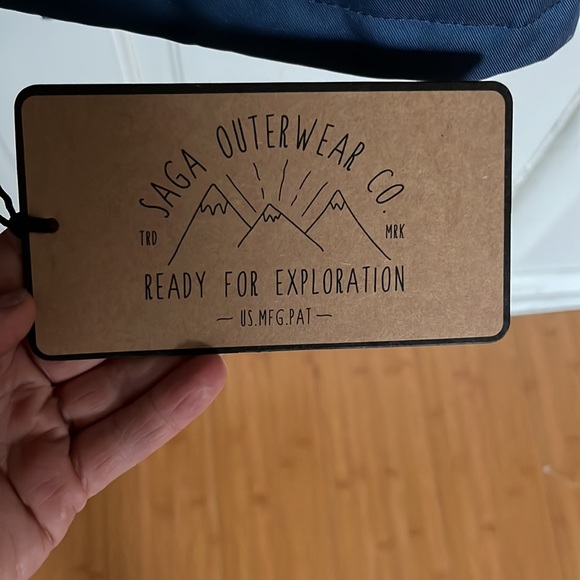 SAGA OUTERWEAR CO.
TRD MRK
READY FOR EXPLORATION
— US.MFG.PAT —